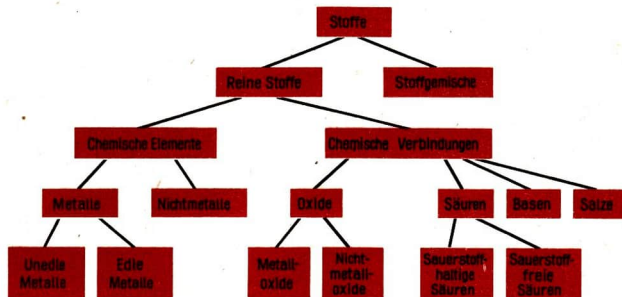 Stoffe
Reine Stoffe
Stoffgemische
Chemische Elemente
Chemische Verbindungen
Metalle
Nichtmetalle
Oxide
Säuren
Basen
Salze
Unedle
Metalle
Edle
Metalle
Metall-
oxide
Nicht-
metall-
oxide
Sauerstoff-
haltige
Säuren
Sauerstoff-
freie
Säuren